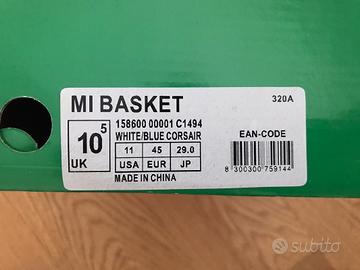 MI BASKET
320A
158600 00001 C1494
WHITE/BLUE CORSAIR
10 5
UK
11 45 29.0
USA EUR JP
MADE IN CHINA
EAN-CODE
8 300300 759144
subito